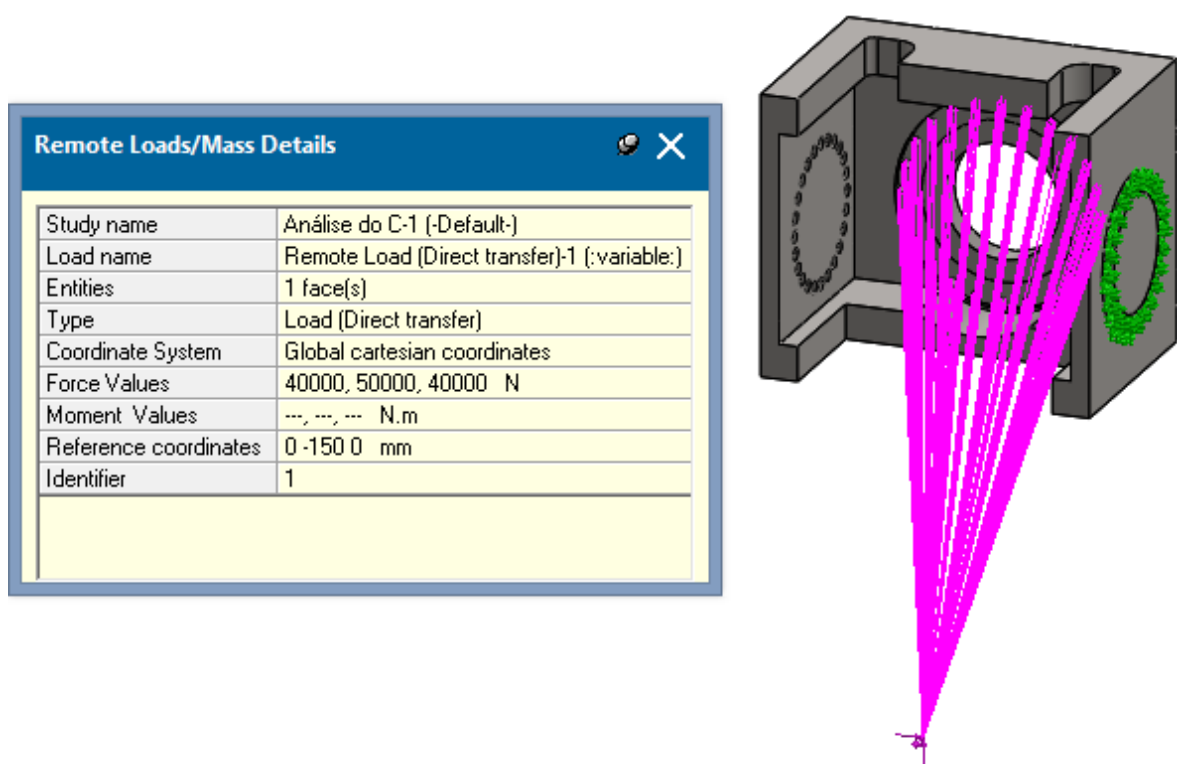 Remote Loads/Mass Details
Study name Análise do C-1 (-Default-)
Load name Remote Load (Direct transfer)-1 (:variable:)
Entities 1 face(s)
Type Load (Direct transfer)
Coordinate System Global cartesian coordinates
Force Values 40000, 50000, 40000 N
Moment Values ---, ---, --- N.m
Reference coordinates 0 -150 0 mm
Identifier 1